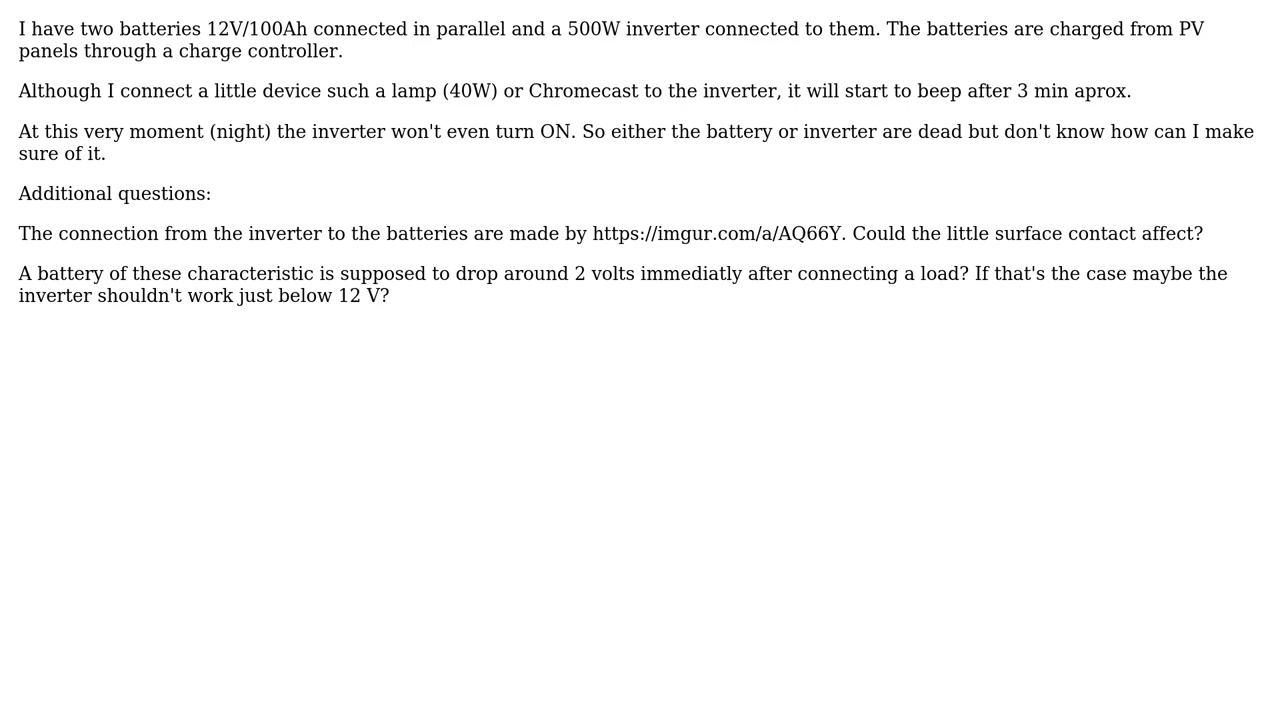 I have two batteries 12V/100Ah connected in parallel and a 500W inverter connected to them. The batteries are charged from PV
panels through a charge controller.
Although I connect a little device such a lamp (40W) or Chromecast to the inverter, it will start to beep after 3 min aprox.
At this very moment (night) the inverter won't even turn ON. So either the battery or inverter are dead but don't know how can I make
sure of it.
Additional questions:
The connection from the inverter to the batteries are made by https://imgur.com/a/AQ66Y. Could the little surface contact affect?
A battery of these characteristic is supposed to drop around 2 volts immediatly after connecting a load? If that's the case maybe the
inverter shouldn't work just below 12 V?